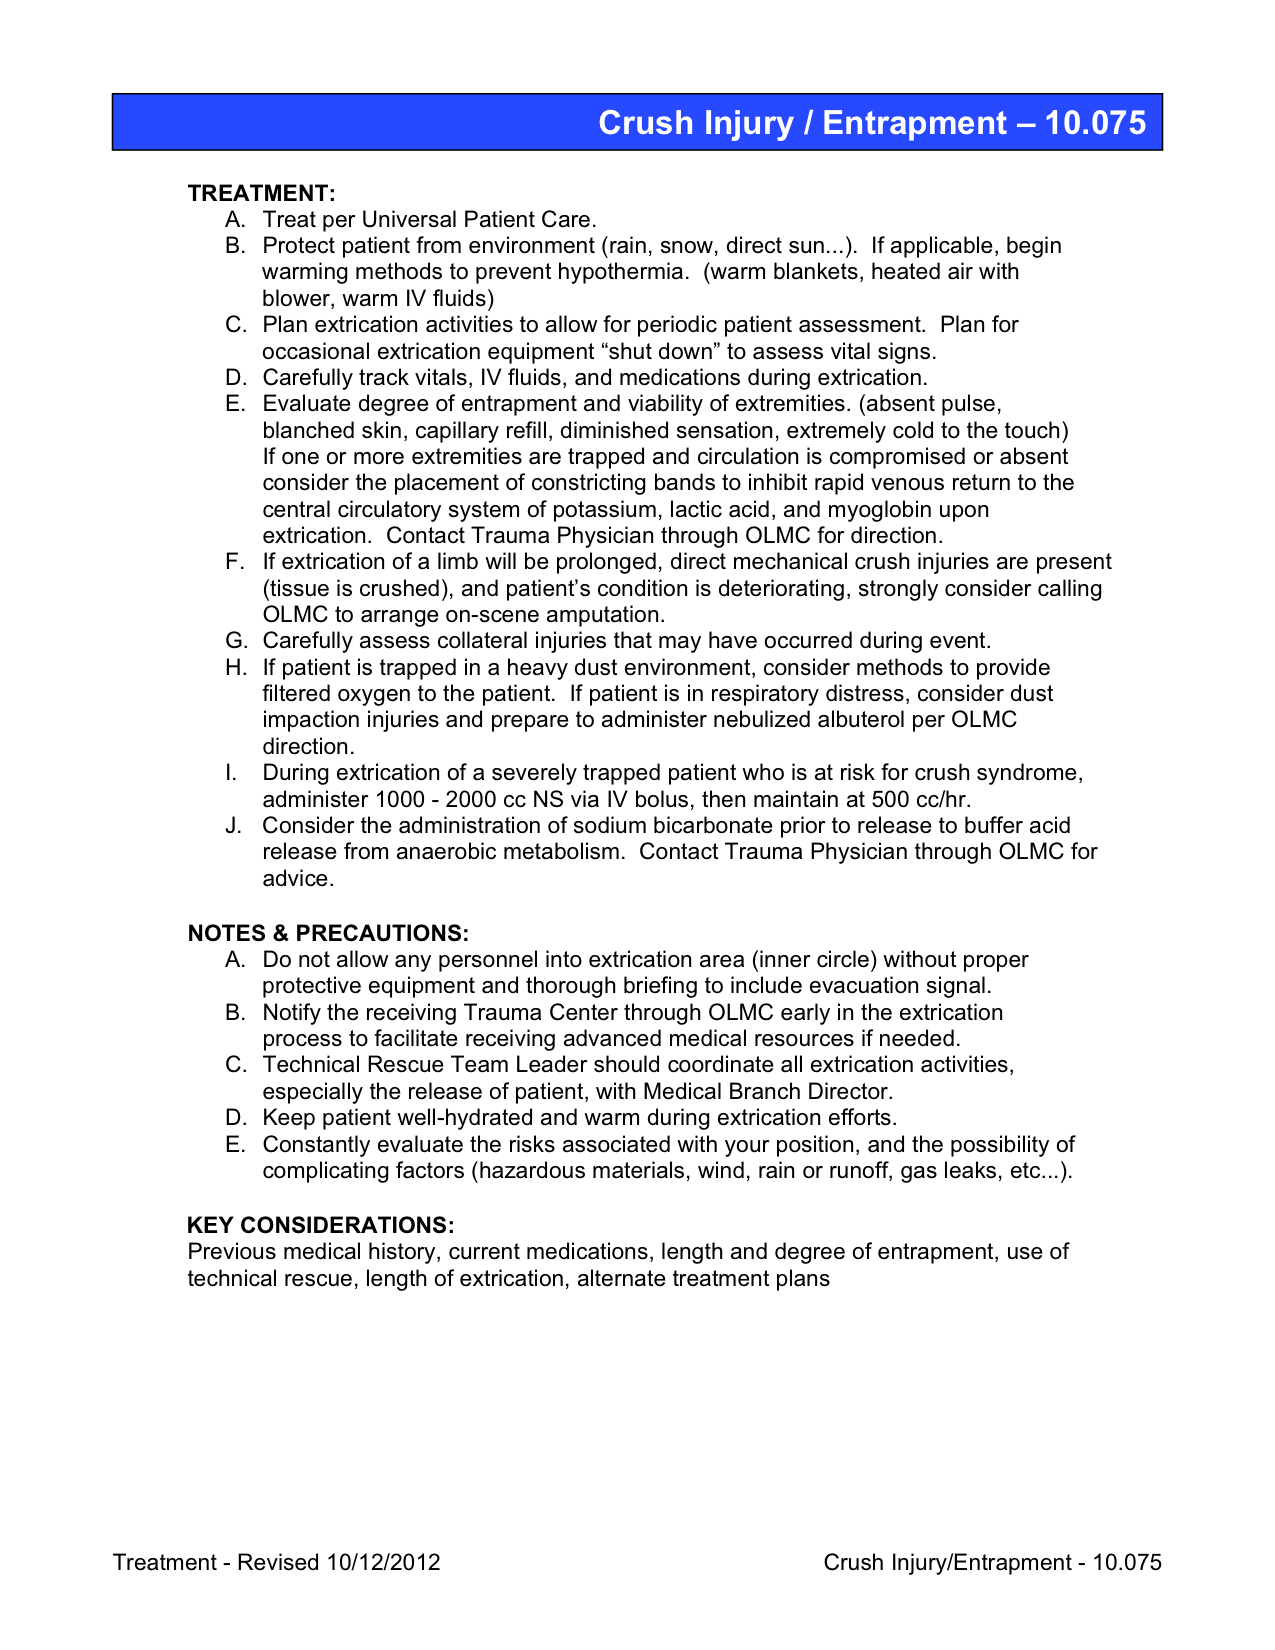 Crush Injury / Entrapment – 10.075
TREATMENT:
A. Treat per Universal Patient Care.
B. Protect patient from environment (rain, snow, direct sun...). If applicable, begin
warming methods to prevent hypothermia. (warm blankets, heated air with
blower, warm IV fluids)
C. Plan extrication activities to allow for periodic patient assessment. Plan for
occasional extrication equipment “shut down” to assess vital signs.
D. Carefully track vitals, IV fluids, and medications during extrication.
E. Evaluate degree of entrapment and viability of extremities. (absent pulse,
blanched skin, capillary refill, diminished sensation, extremely cold to the touch)
If one or more extremities are trapped and circulation is compromised or absent
consider the placement of constricting bands to inhibit rapid venous return to the
central circulatory system of potassium, lactic acid, and myoglobin upon
extrication. Contact Trauma Physician through OLMC for direction.
F. If extrication of a limb will be prolonged, direct mechanical crush injuries are present
(tissue is crushed), and patient’s condition is deteriorating, strongly consider calling
OLMC to arrange on-scene amputation.
G. Carefully assess collateral injuries that may have occurred during event.
H. If patient is trapped in a heavy dust environment, consider methods to provide
filtered oxygen to the patient. If patient is in respiratory distress, consider dust
impaction injuries and prepare to administer nebulized albuterol per OLMC
direction.
I. During extrication of a severely trapped patient who is at risk for crush syndrome,
administer 1000 - 2000 cc NS via IV bolus, then maintain at 500 cc/hr.
J. Consider the administration of sodium bicarbonate prior to release to buffer acid
release from anaerobic metabolism. Contact Trauma Physician through OLMC for
advice.
NOTES & PRECAUTIONS:
A. Do not allow any personnel into extrication area (inner circle) without proper
protective equipment and thorough briefing to include evacuation signal.
B. Notify the receiving Trauma Center through OLMC early in the extrication
process to facilitate receiving advanced medical resources if needed.
C. Technical Rescue Team Leader should coordinate all extrication activities,
especially the release of patient, with Medical Branch Director.
D. Keep patient well-hydrated and warm during extrication efforts.
E. Constantly evaluate the risks associated with your position, and the possibility of
complicating factors (hazardous materials, wind, rain or runoff, gas leaks, etc...).
KEY CONSIDERATIONS:
Previous medical history, current medications, length and degree of entrapment, use of
technical rescue, length of extrication, alternate treatment plans
Treatment - Revised 10/12/2012
Crush Injury/Entrapment - 10.075